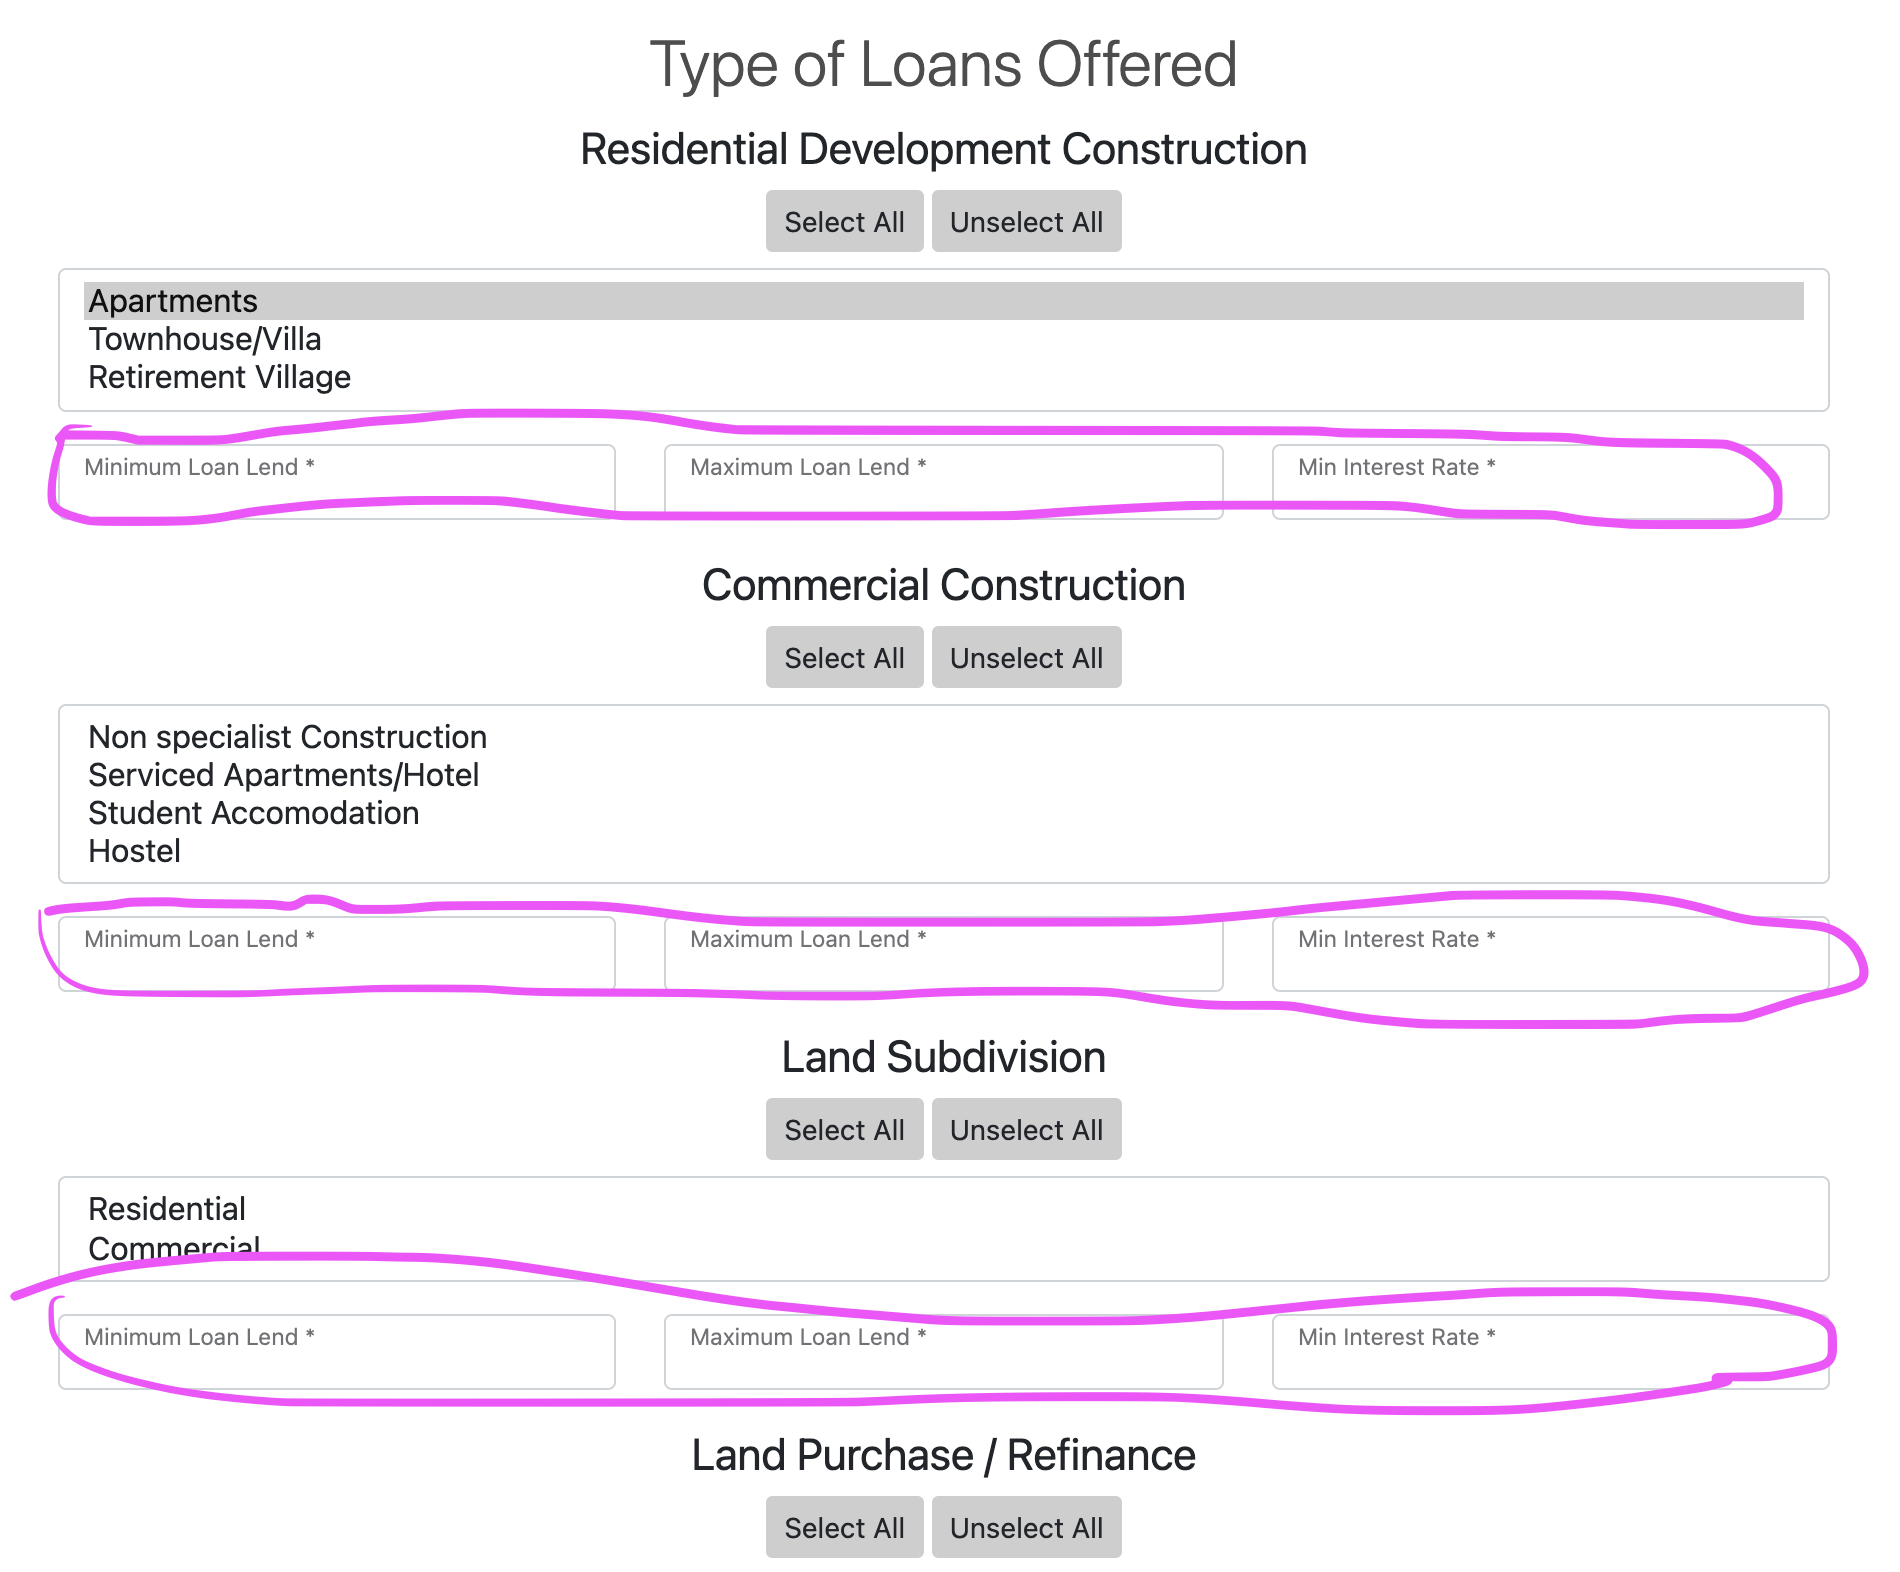 Type of Loans Offered
Residential Development Construction
Select All Unselect All
Apartments
Townhouse/Villa
Retirement Village
Minimum Loan Lend * Maximum Loan Lend * Min Interest Rate *
Commercial Construction
Select All Unselect All
Non specialist Construction
Serviced Apartments/Hotel
Student Accomodation
Hostel
Minimum Loan Lend * Maximum Loan Lend * Min Interest Rate *
Land Subdivision
Select All Unselect All
Residential
Commercial
Minimum Loan Lend * Maximum Loan Lend * Min Interest Rate *
Land Purchase / Refinance
Select All Unselect All